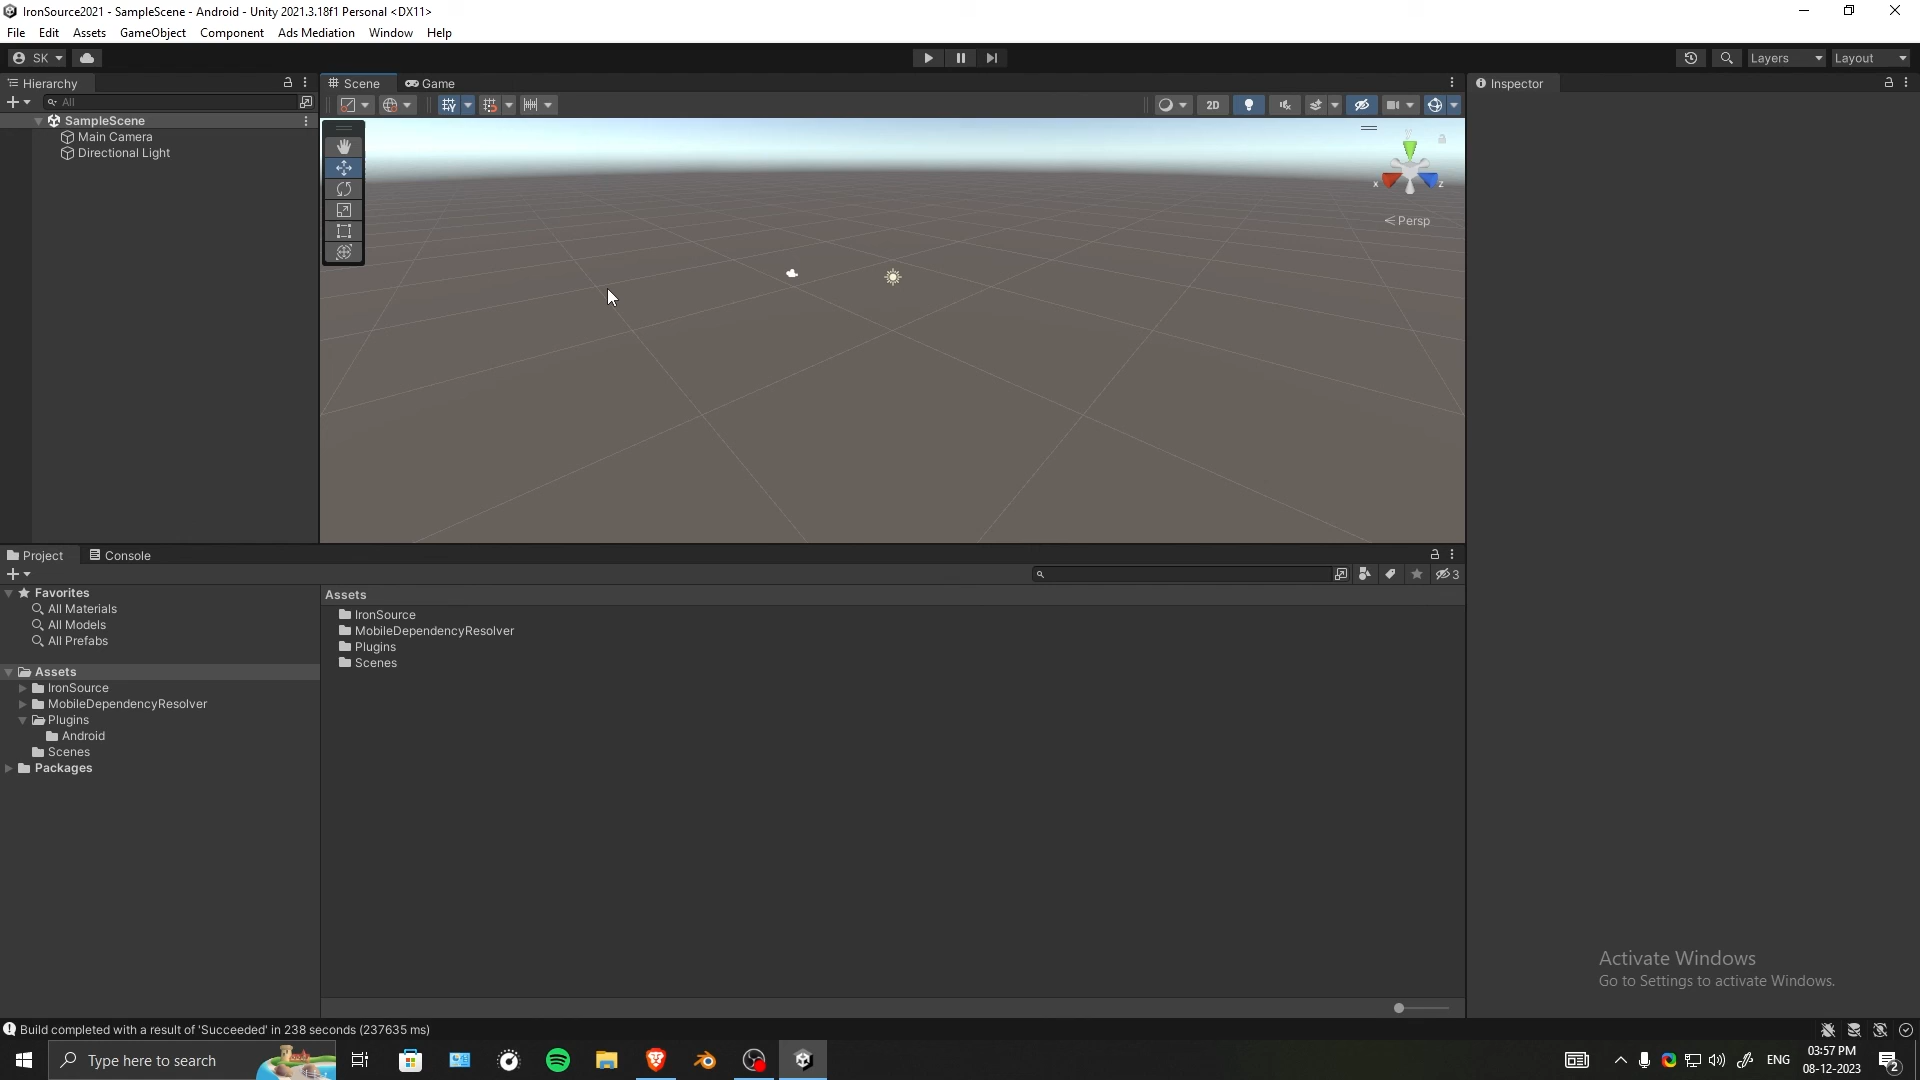 IronSource2021 - SampleScene - Android - Unity 2021.3.18f1 Personal <DX11>
File Edit Assets GameObject Component Ads Mediation Window Help
SK
Layers Layout
Hierarchy
Scene Game
Inspector
All
2D
SampleScene
Main Camera
Directional Light
y
x z
Persp
Project Console
3
Favorites
All Materials
All Models
All Prefabs
Assets
IronSource
MobileDependencyResolver
Plugins
Android
Scenes
Packages
Assets
IronSource
MobileDependencyResolver
Plugins
Scenes
Activate Windows
Go to Settings to activate Windows.
Build completed with a result of 'Succeeded' in 238 seconds (237635 ms)
Type here to search
ENG
03:57 PM
08-12-2023
2